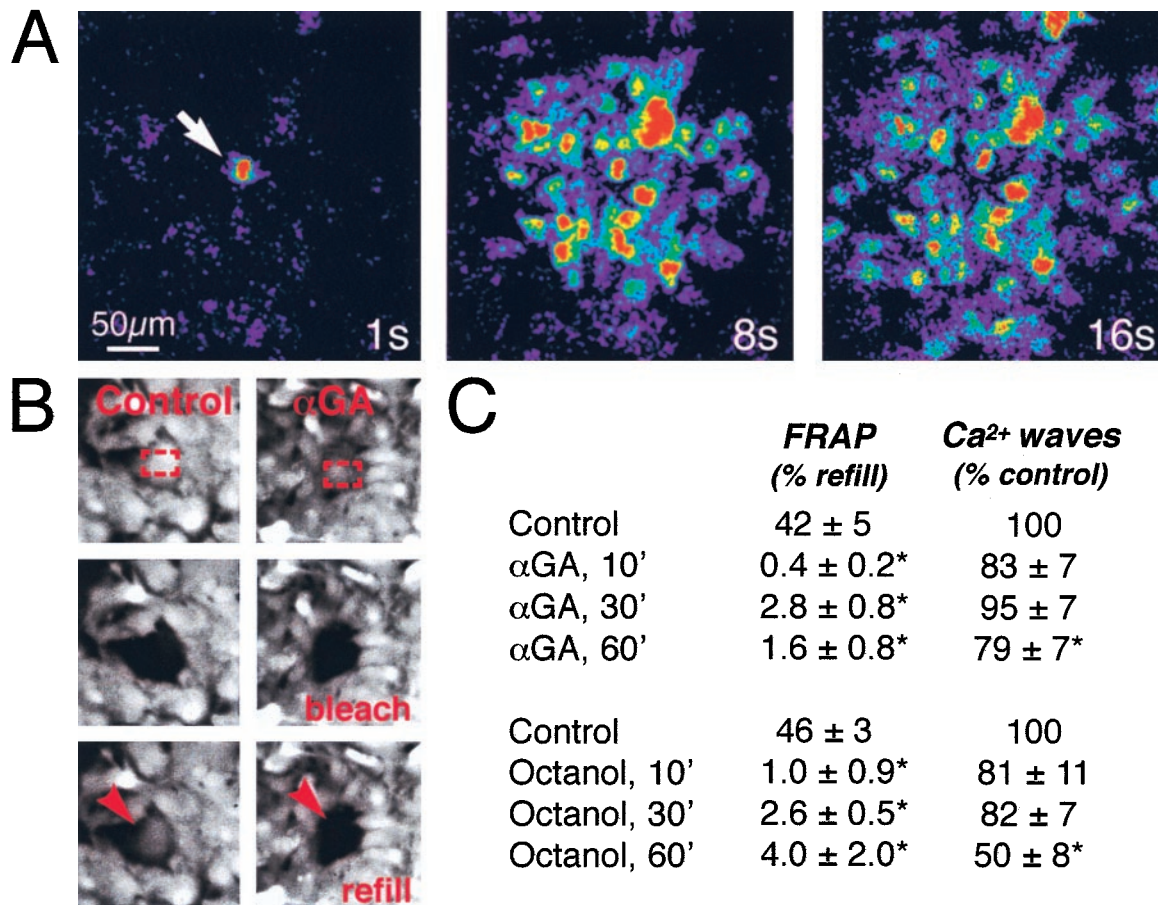 A
50μm
1s
8s
16s
B
Control
αGA
bleach
refill
C
FRAP Ca²⁺ waves
(% refill) (% control)
Control 42 ± 5 100
αGA, 10’ 0.4 ± 0.2* 83 ± 7
αGA, 30’ 2.8 ± 0.8* 95 ± 7
αGA, 60’ 1.6 ± 0.8* 79 ± 7*
Control 46 ± 3 100
Octanol, 10’ 1.0 ± 0.9* 81 ± 11
Octanol, 30’ 2.6 ± 0.5* 82 ± 7
Octanol, 60’ 4.0 ± 2.0* 50 ± 8*